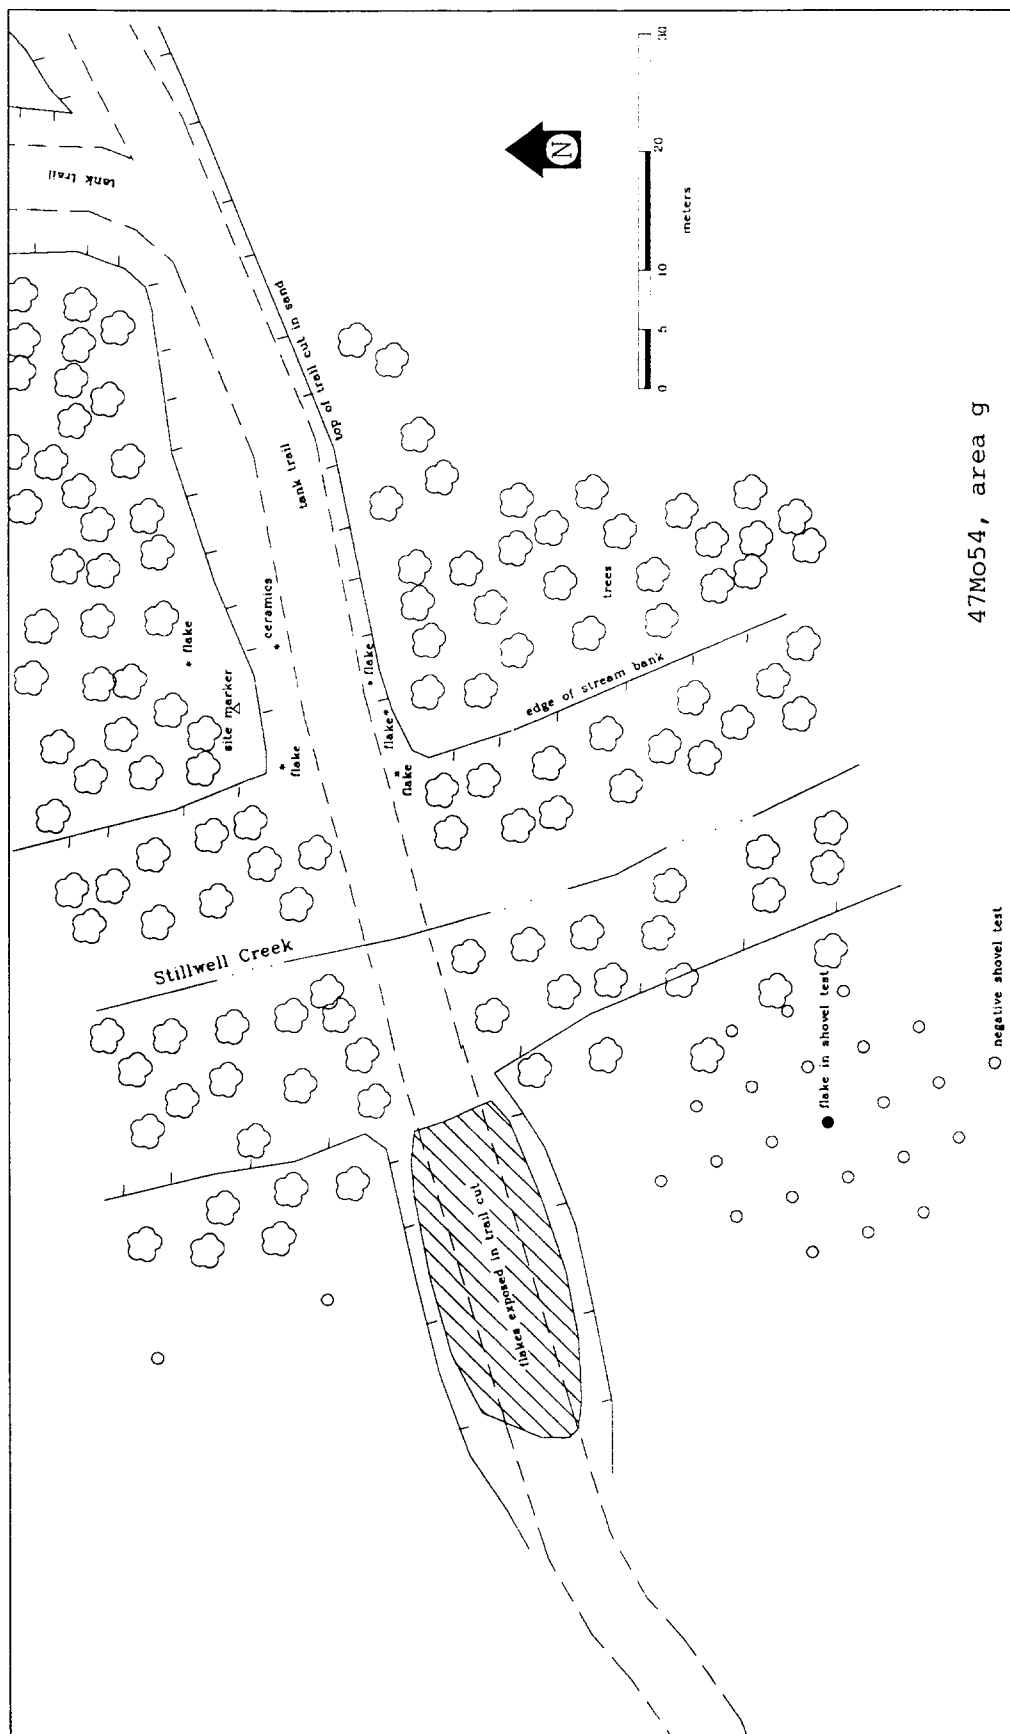 tank trail
top of trail cut in sand
tank trail
* ceramics
* flake
site marker
* flake
* flake
flake *
* flake
trees
edge of stream bank
Stillwell Creek
flakes exposed in trail cut
flake in shovel test
negative shovel test
N
0 5 10 20 30
meters
47Mo54, area g